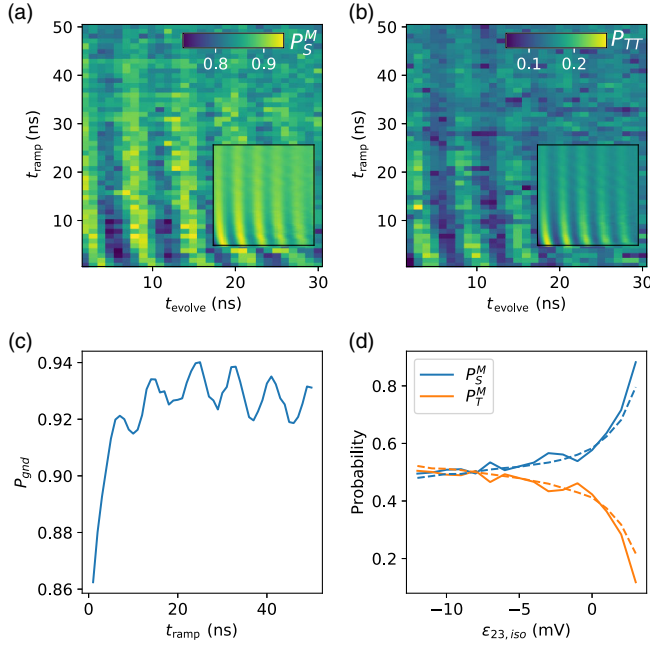 (a)
P_S^M
0.8 0.9
50
40
30
20
10
t_ramp (ns)
10 20 30
t_evolve (ns)
(b)
P_TT
0.1 0.2
50
40
30
20
10
t_ramp (ns)
10 20 30
t_evolve (ns)
(c)
0.94
0.92
0.90
0.88
0.86
P_gnd
0 20 40
t_ramp (ns)
(d)
P_S^M
P_T^M
0.8
0.6
0.4
0.2
Probability
−10 −5 0
ε_23,iso (mV)